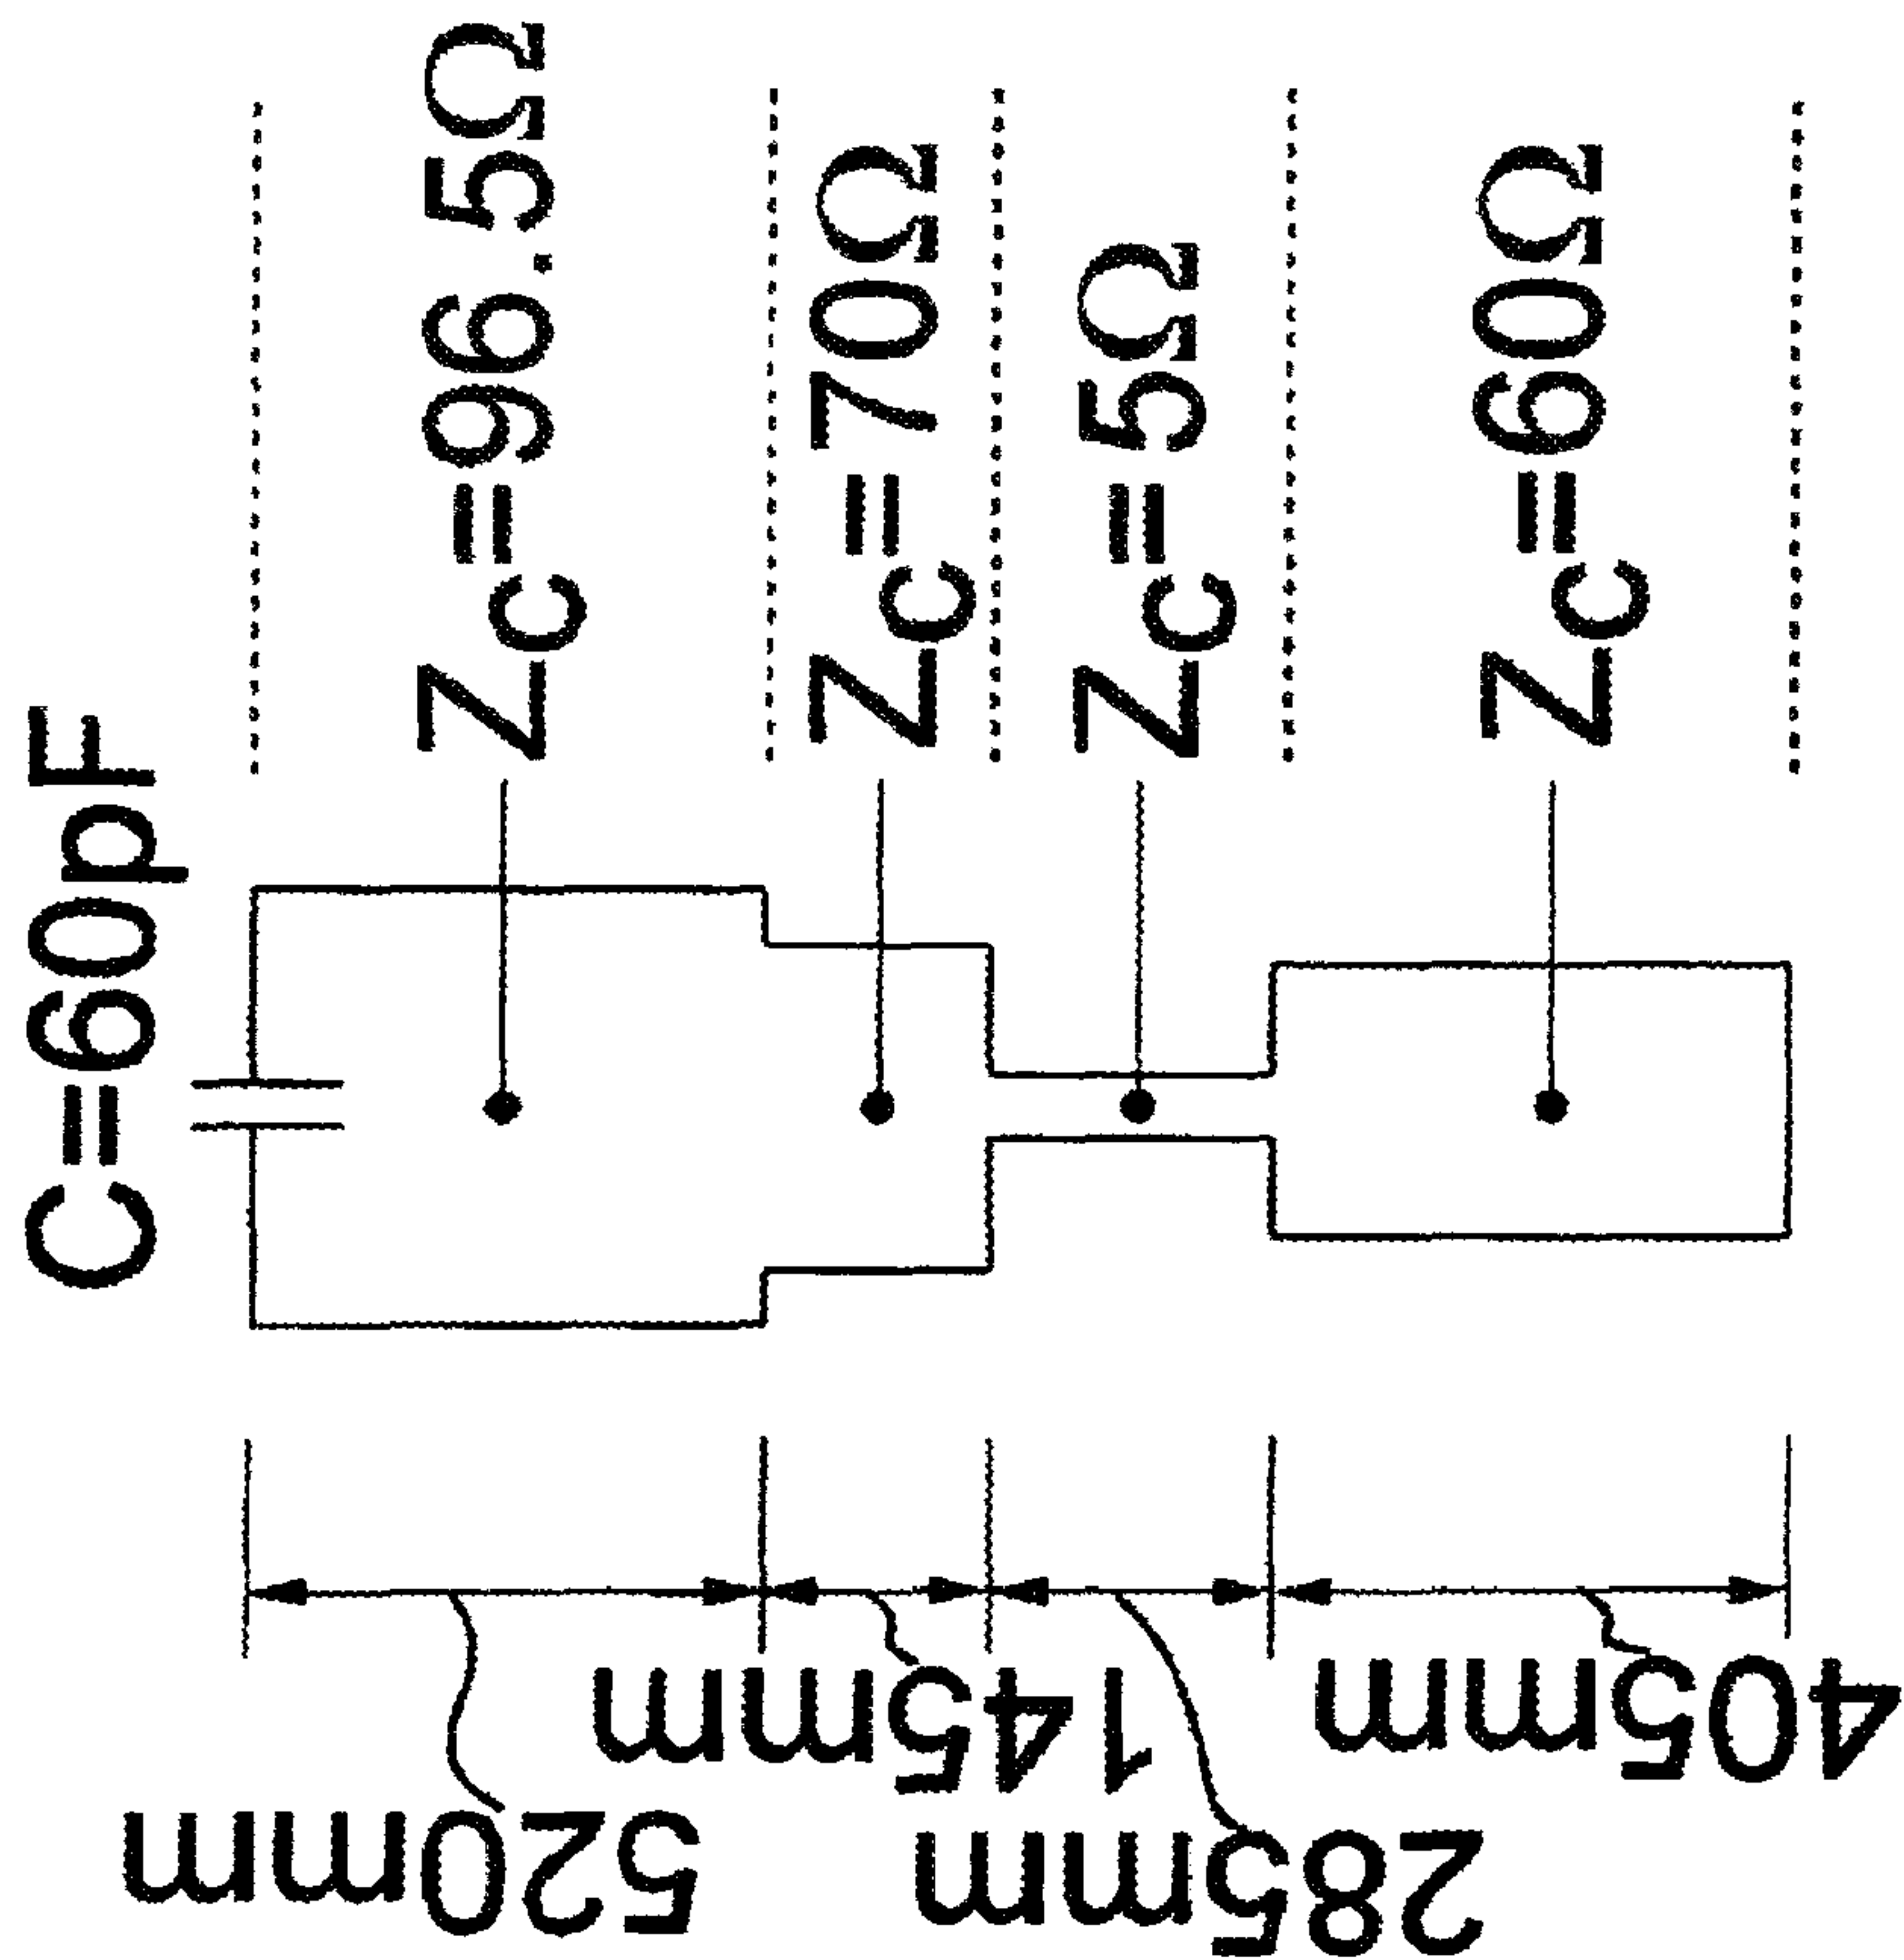 C=60pF
Zc=96.5Ω
Zc=70Ω
Zc=5Ω
Zc=60Ω
520mm
145mm
285mm
405mm